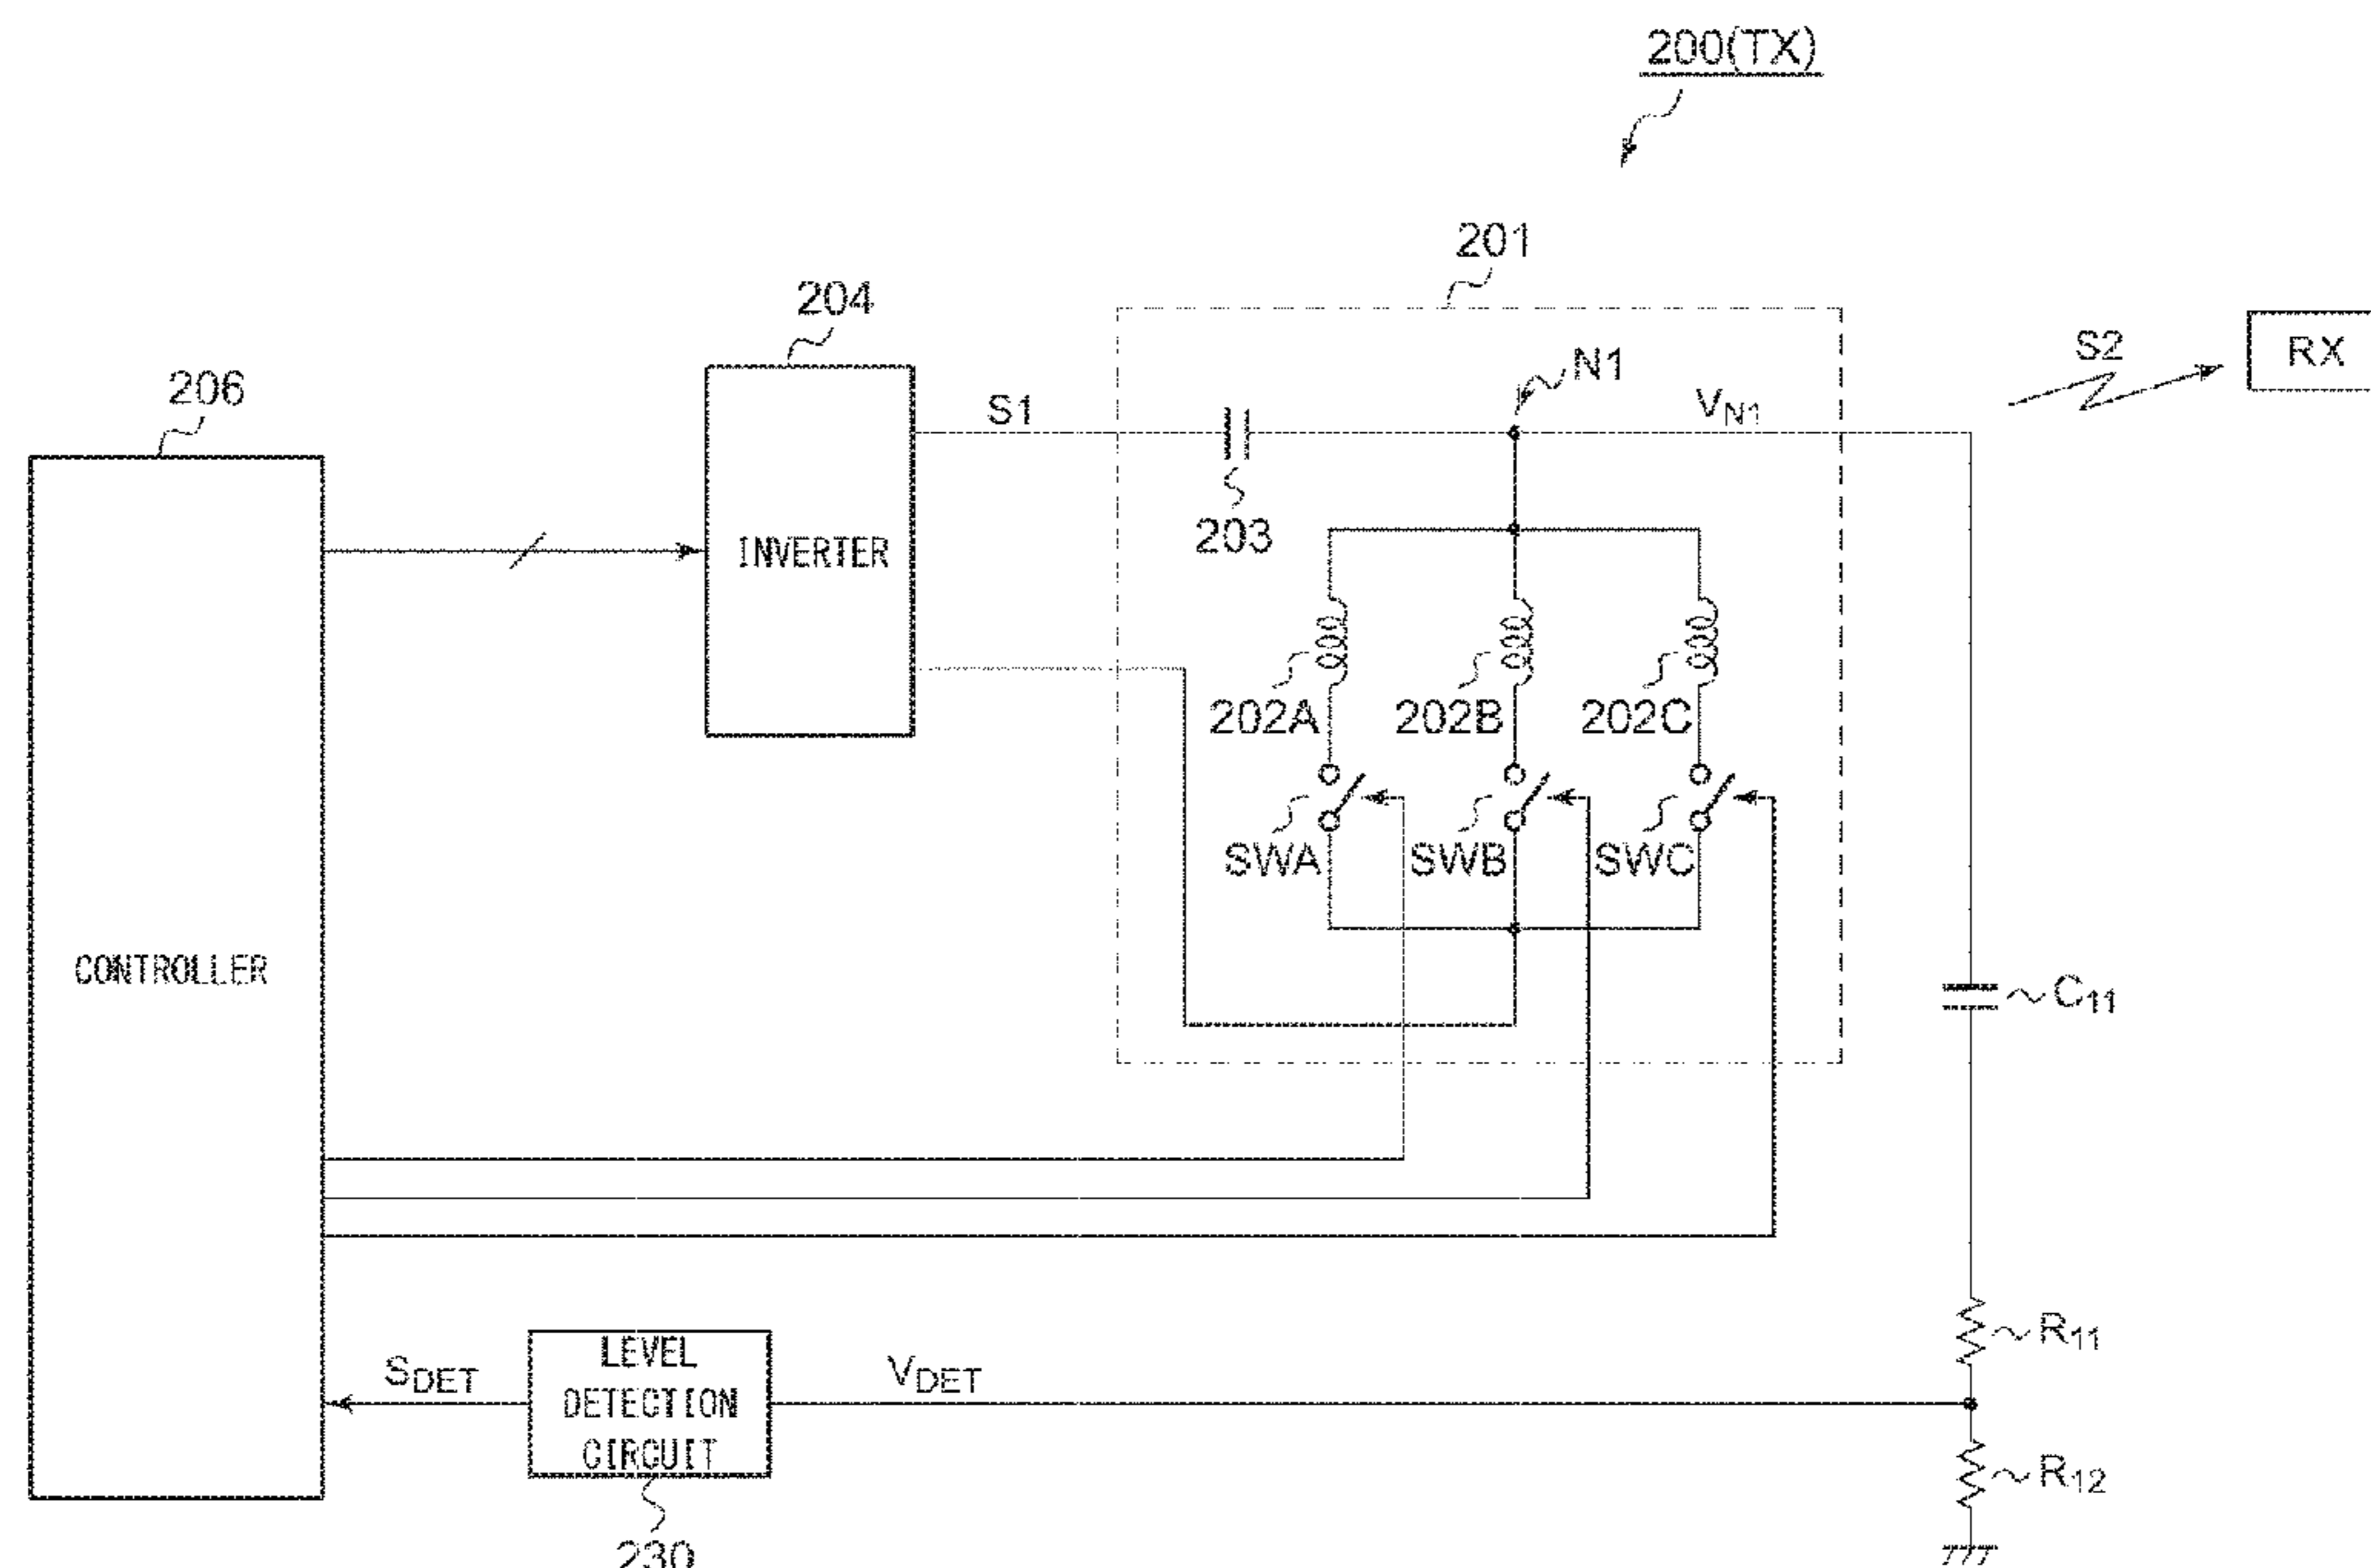 200(TX)
201
204
206
S1
N1
VN1
S2
RX
203
INVERTER
202A
202B
202C
SWA
SWB
SWC
CONTROLLER
C11
R11
SDET
LEVEL
DETECTION
CIRCUIT
VDET
R12
230